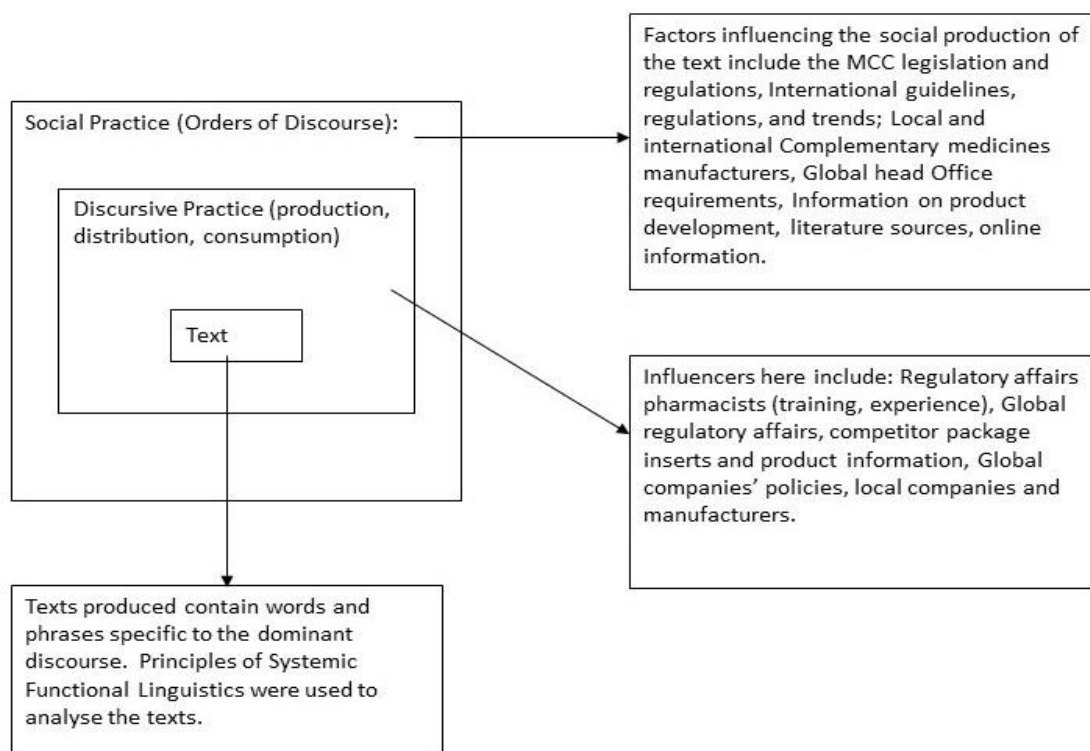 Social Practice (Orders of Discourse):
Discursive Practice (production,
distribution, consumption)
Text
Factors influencing the social production of
the text include the MCC legislation and
regulations, International guidelines,
regulations, and trends; Local and
international Complementary medicines
manufacturers, Global head Office
requirements, Information on product
development, literature sources, online
information.
Influencers here include: Regulatory affairs
pharmacists (training, experience), Global
regulatory affairs, competitor package
inserts and product information, Global
companies’ policies, local companies and
manufacturers.
Texts produced contain words and
phrases specific to the dominant
discourse.  Principles of Systemic
Functional Linguistics were used to
analyse the texts.